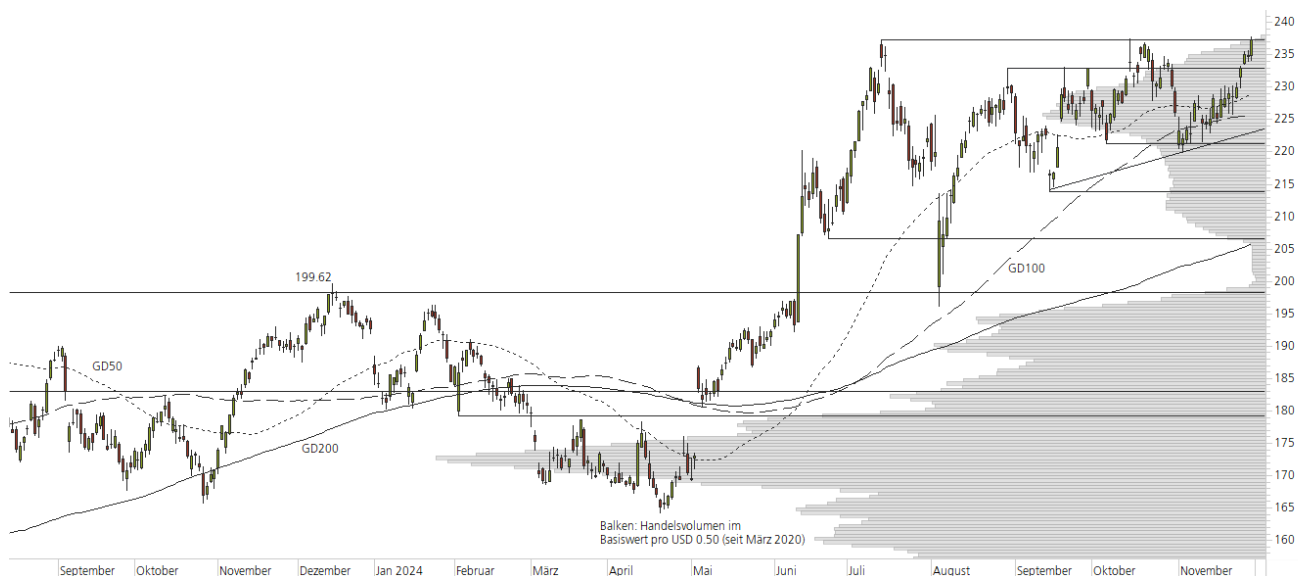 240
235
230
225
220
215
210
205
200
195
190
185
180
175
170
165
160
199.62
GD100
GD50
GD200
Balken: Handelsvolumen im
Basiswert pro USD 0.50 (seit März 2020)
September
Oktober
November
Dezember
Jan 2024
Februar
März
April
Mai
Juni
Juli
August
September
Oktober
November